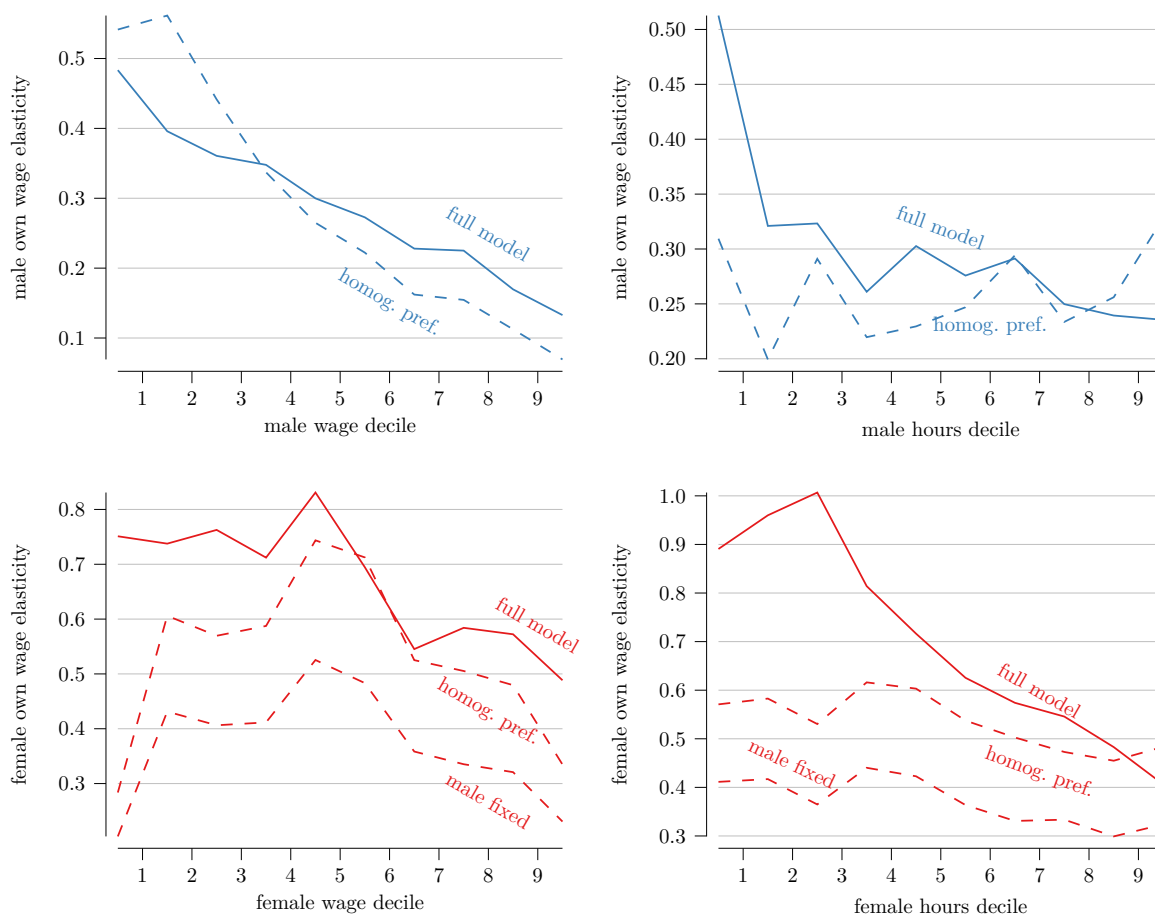 male own wage elasticity
0.5
0.4
0.3
0.2
0.1
full model
homog. pref.
1 2 3 4 5 6 7 8 9
male wage decile
male own wage elasticity
0.50
0.45
0.40
0.35
0.30
0.25
0.20
full model
homog. pref.
1 2 3 4 5 6 7 8 9
male hours decile
female own wage elasticity
0.8
0.7
0.6
0.5
0.4
0.3
full model
homog. pref.
male fixed
1 2 3 4 5 6 7 8 9
female wage decile
female own wage elasticity
1.0
0.9
0.8
0.7
0.6
0.5
0.4
0.3
full model
male fixed
homog. pref.
1 2 3 4 5 6 7 8 9
female hours decile